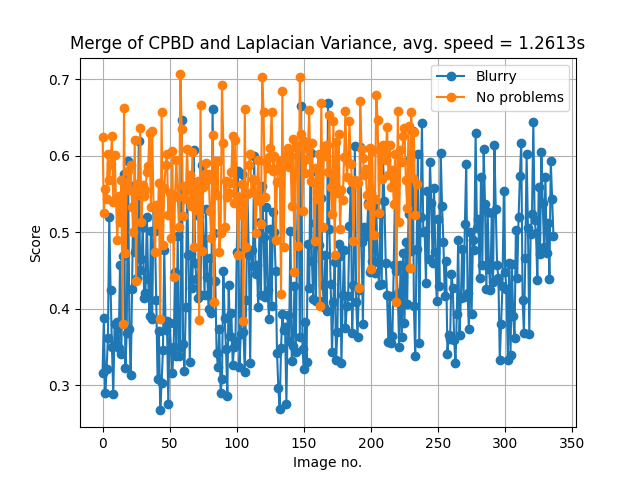 Merge of CPBD and Laplacian Variance, avg. speed = 1.2613s
Blurry
No problems
Score
0.7
0.6
0.5
0.4
0.3
0 50 100 150 200 250 300 350
Image no.